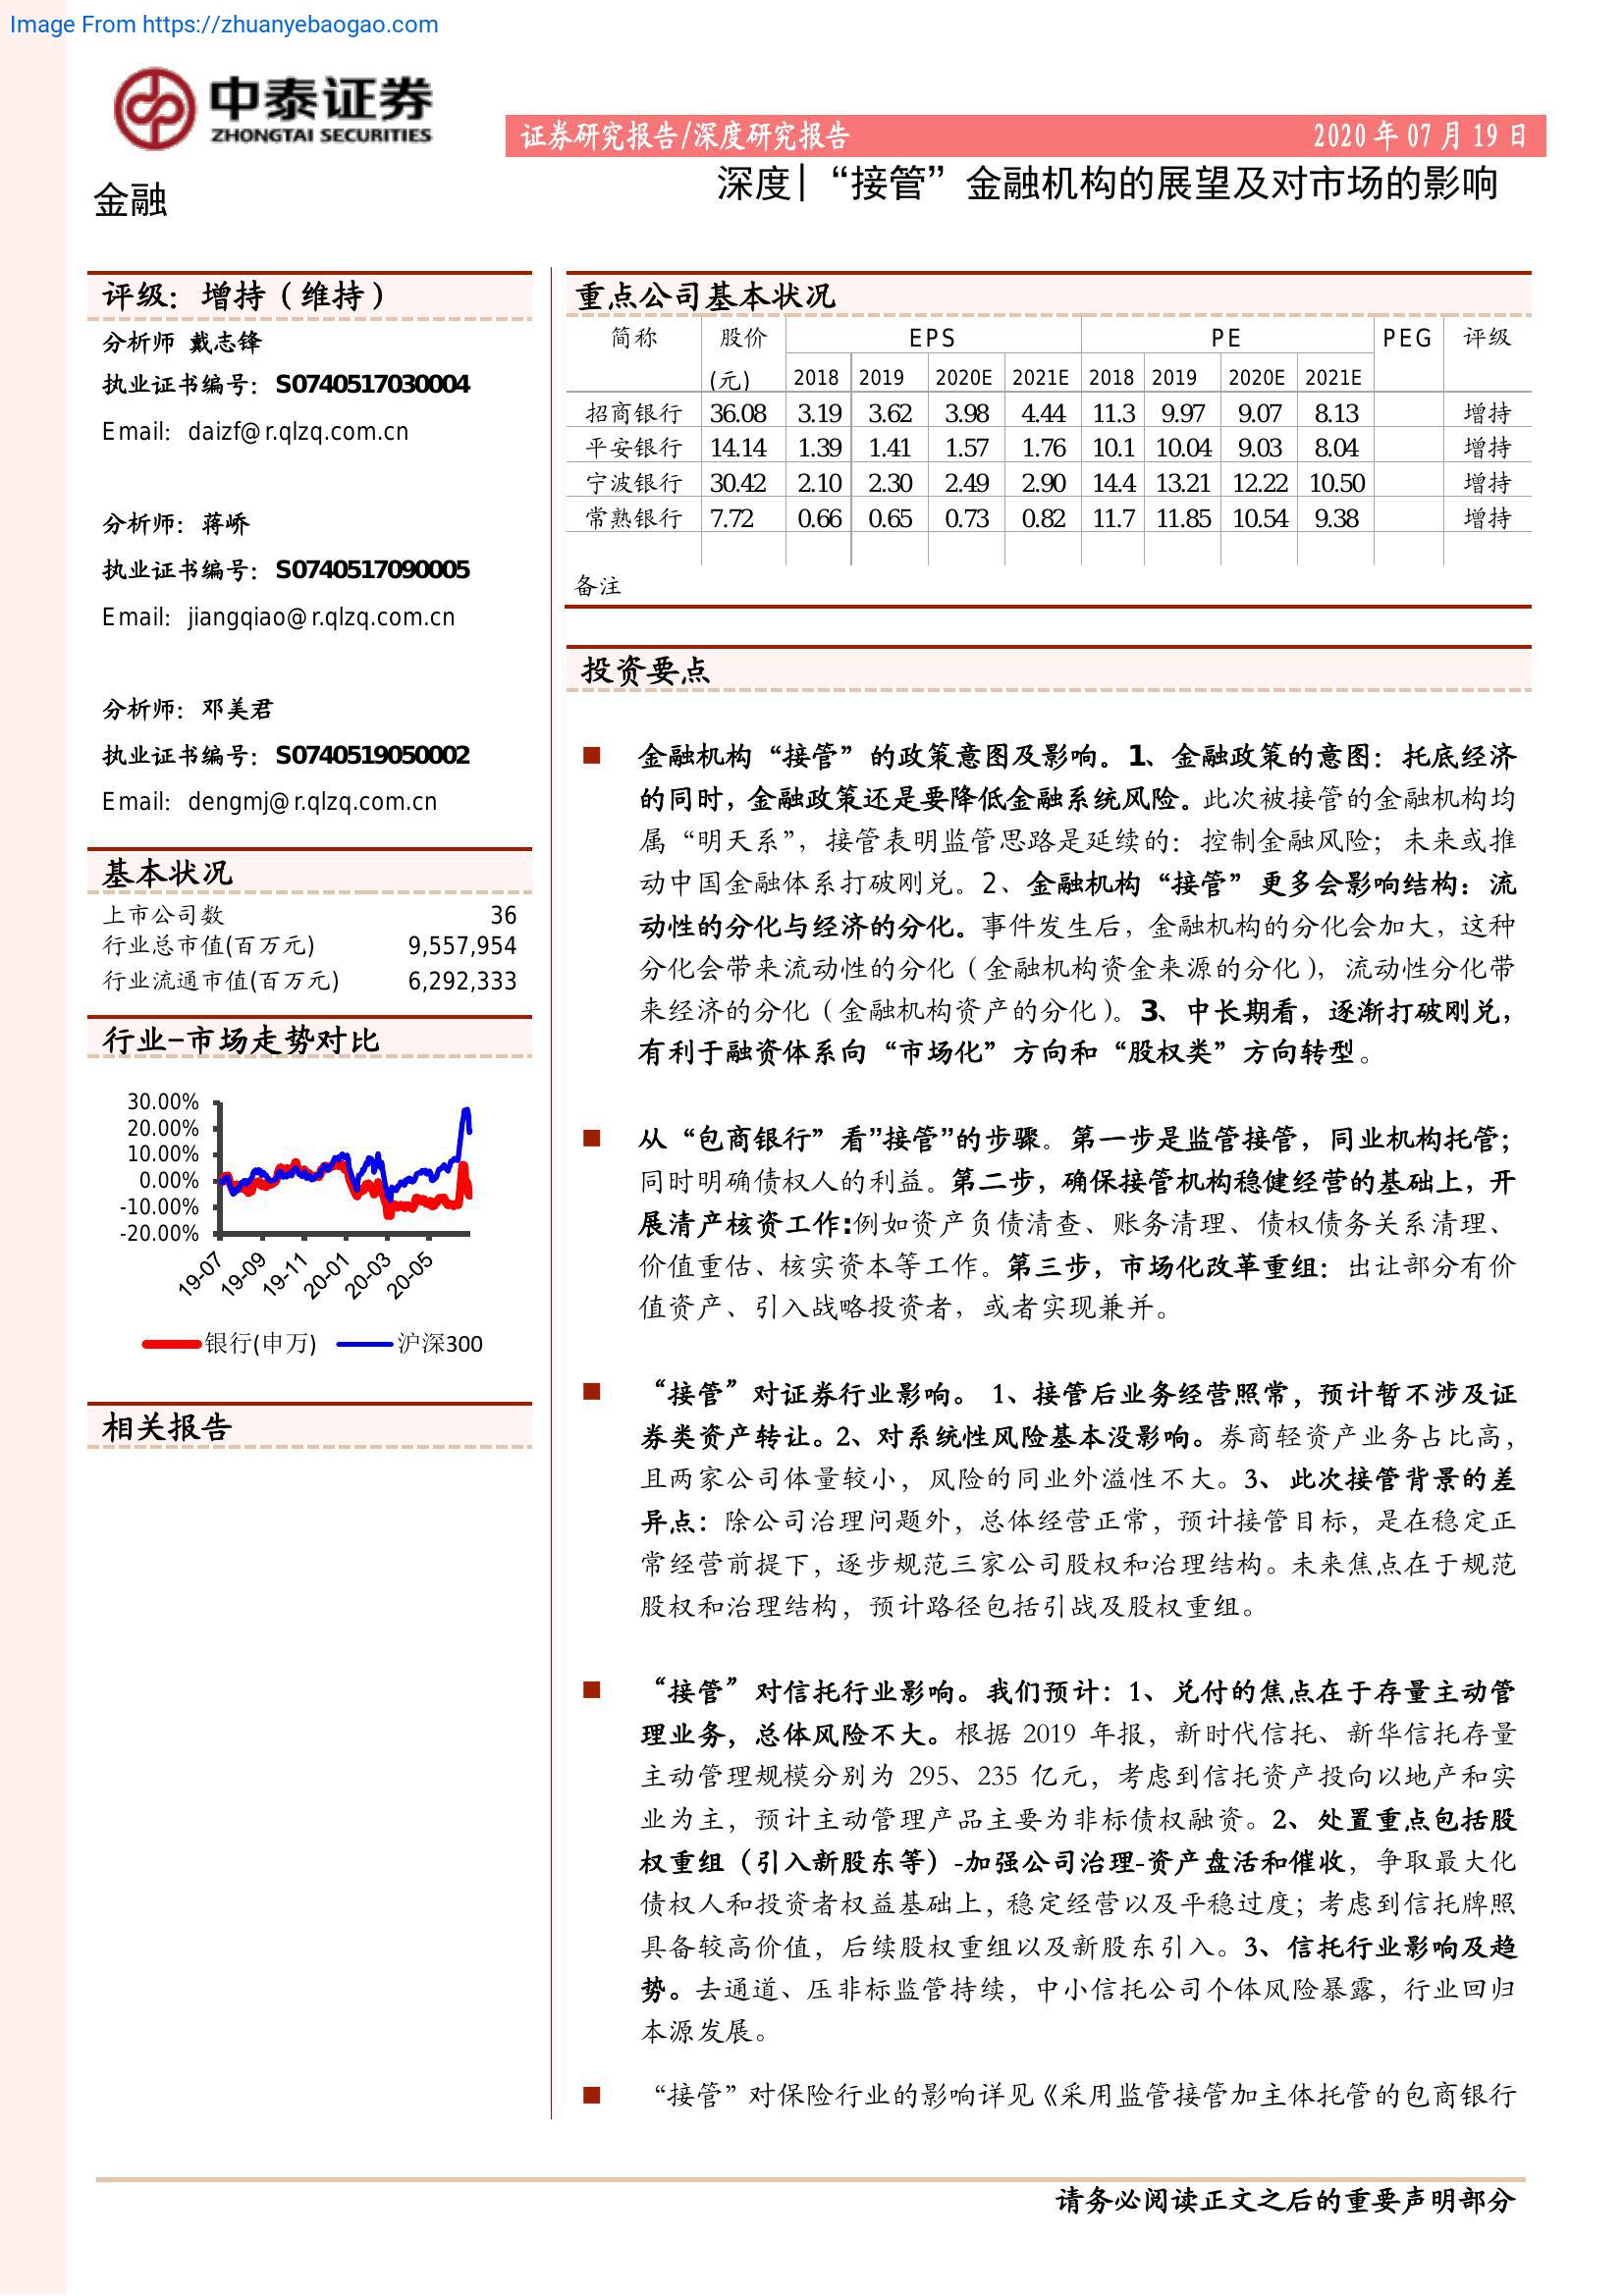 Image From https://zhuanyebaogao.com
中泰证券
ZHONGTAI SECURITIES
证券研究报告/深度研究报告 2020 年 07 月 19 日
金融
深度|“接管”金融机构的展望及对市场的影响
评级：增持（维持）
分析师 戴志锋
执业证书编号：S0740517030004
Email：daizf@r.qlzq.com.cn
分析师：蒋峤
执业证书编号：S0740517090005
Email：jiangqiao@r.qlzq.com.cn
分析师：邓美君
执业证书编号：S0740519050002
Email：dengmj@r.qlzq.com.cn
基本状况
上市公司数 36
行业总市值(百万元) 9,557,954
行业流通市值(百万元) 6,292,333
行业-市场走势对比
30.00%
20.00%
10.00%
0.00%
-10.00%
-20.00%
19-07 19-09 19-11 20-01 20-03 20-05
银行(申万) 沪深300
相关报告
重点公司基本状况
简称 股价 EPS PE PEG 评级
(元) 2018 2019 2020E 2021E 2018 2019 2020E 2021E
招商银行 36.08 3.19 3.62 3.98 4.44 11.3 9.97 9.07 8.13 增持
平安银行 14.14 1.39 1.41 1.57 1.76 10.1 10.04 9.03 8.04 增持
宁波银行 30.42 2.10 2.30 2.49 2.90 14.4 13.21 12.22 10.50 增持
常熟银行 7.72 0.66 0.65 0.73 0.82 11.7 11.85 10.54 9.38 增持
备注
投资要点
■ 金融机构“接管”的政策意图及影响。1、金融政策的意图：托底经济
的同时，金融政策还是要降低金融系统风险。此次被接管的金融机构均
属“明天系”，接管表明监管思路是延续的：控制金融风险；未来或推
动中国金融体系打破刚兑。2、金融机构“接管”更多会影响结构：流
动性的分化与经济的分化。事件发生后，金融机构的分化会加大，这种
分化会带来流动性的分化（金融机构资金来源的分化），流动性分化带
来经济的分化（金融机构资产的分化）。3、中长期看，逐渐打破刚兑，
有利于融资体系向“市场化”方向和“股权类”方向转型。
■ 从“包商银行”看”接管”的步骤。第一步是监管接管，同业机构托管；
同时明确债权人的利益。第二步，确保接管机构稳健经营的基础上，开
展清产核资工作:例如资产负债清查、账务清理、债权债务关系清理、
价值重估、核实资本等工作。第三步，市场化改革重组：出让部分有价
值资产、引入战略投资者，或者实现兼并。
■ “接管”对证券行业影响。 1、接管后业务经营照常，预计暂不涉及证
券类资产转让。2、对系统性风险基本没影响。券商轻资产业务占比高，
且两家公司体量较小，风险的同业外溢性不大。3、此次接管背景的差
异点：除公司治理问题外，总体经营正常，预计接管目标，是在稳定正
常经营前提下，逐步规范三家公司股权和治理结构。未来焦点在于规范
股权和治理结构，预计路径包括引战及股权重组。
■ “接管”对信托行业影响。我们预计：1、兑付的焦点在于存量主动管
理业务，总体风险不大。根据 2019 年报，新时代信托、新华信托存量
主动管理规模分别为 295、235 亿元，考虑到信托资产投向以地产和实
业为主，预计主动管理产品主要为非标债权融资。2、处置重点包括股
权重组（引入新股东等）-加强公司治理-资产盘活和催收，争取最大化
债权人和投资者权益基础上，稳定经营以及平稳过度；考虑到信托牌照
具备较高价值，后续股权重组以及新股东引入。3、信托行业影响及趋
势。去通道、压非标监管持续，中小信托公司个体风险暴露，行业回归
本源发展。
■ “接管”对保险行业的影响详见《采用监管接管加主体托管的包商银行
请务必阅读正文之后的重要声明部分